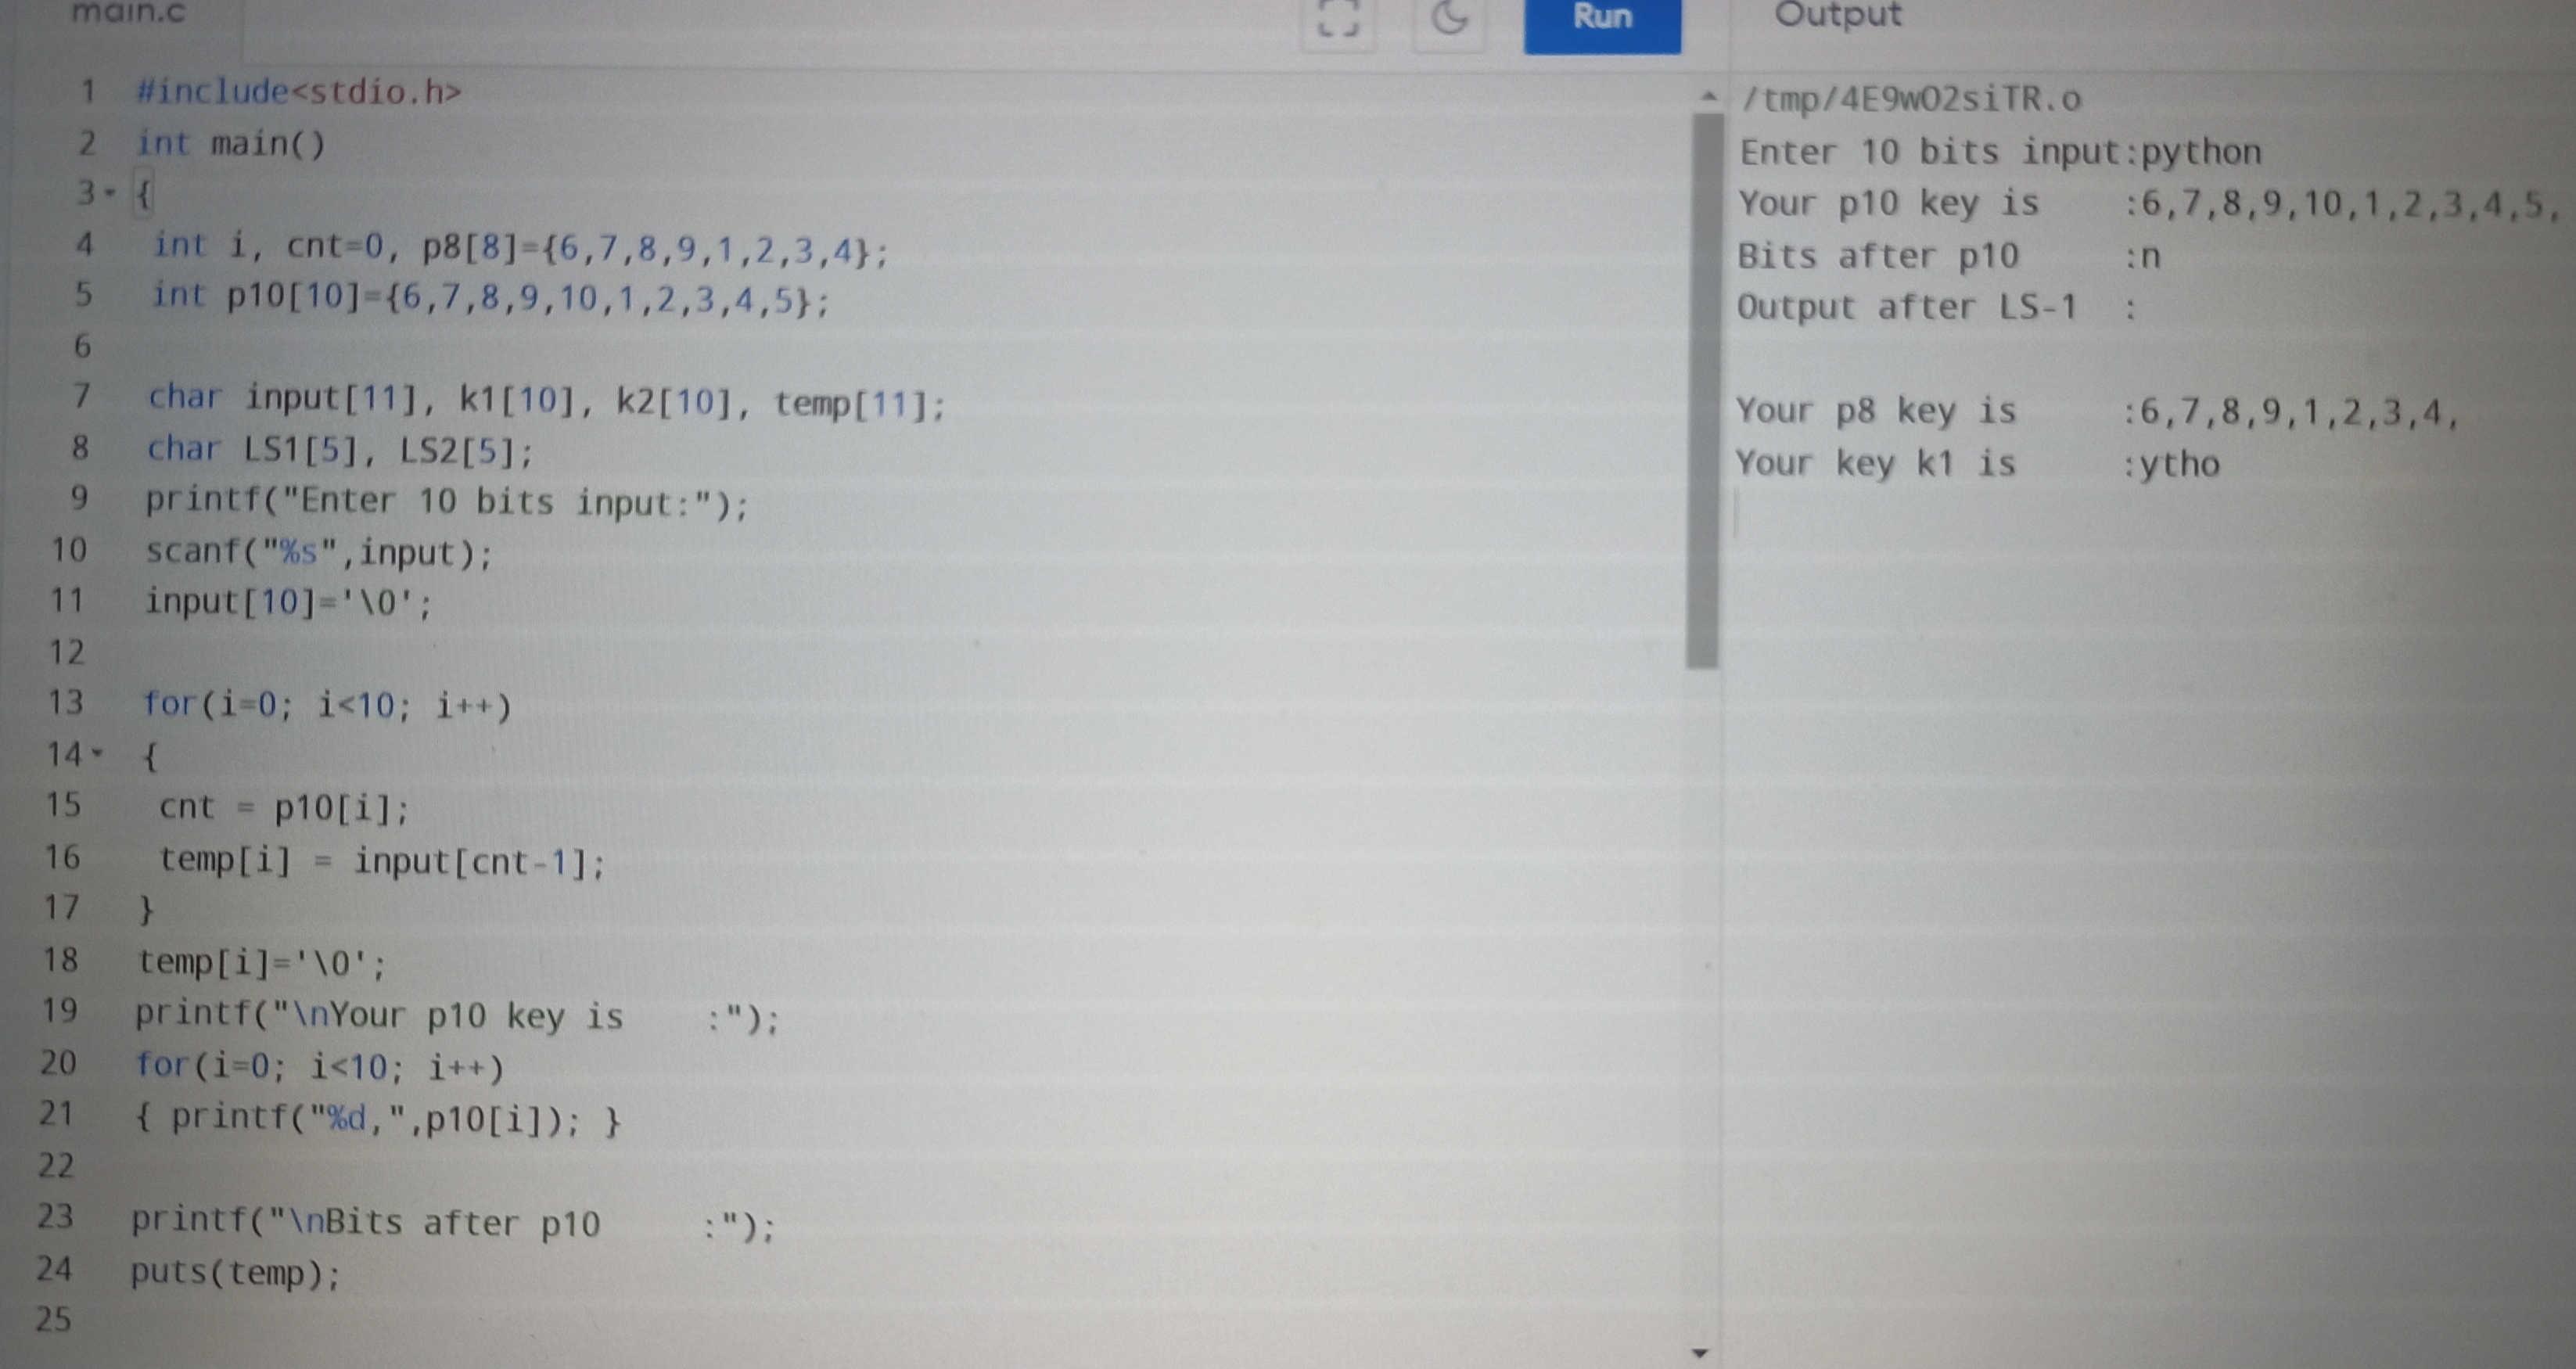 main.c
Run
Output
1 #include<stdio.h>
2 int main()
3 {
4 int i, cnt=0, p8[8]={6,7,8,9,1,2,3,4};
5 int p10[10]={6,7,8,9,10,1,2,3,4,5};
6
7 char input[11], k1[10], k2[10], temp[11];
8 char LS1[5], LS2[5];
9 printf("Enter 10 bits input:");
10 scanf("%s",input);
11 input[10]='\0';
12
13 for(i=0; i<10; i++)
14 {
15 cnt = p10[i];
16 temp[i] = input[cnt-1];
17 }
18 temp[i]='\0';
19 printf("\nYour p10 key is    :");
20 for(i=0; i<10; i++)
21 { printf("%d,",p10[i]); }
22
23 printf("\nBits after p10     :");
24 puts(temp);
25
/tmp/4E9wO2siTR.o
Enter 10 bits input:python
Your p10 key is    :6,7,8,9,10,1,2,3,4,5,
Bits after p10     :n
Output after LS-1  :
Your p8 key is     :6,7,8,9,1,2,3,4,
Your key k1 is     :ytho